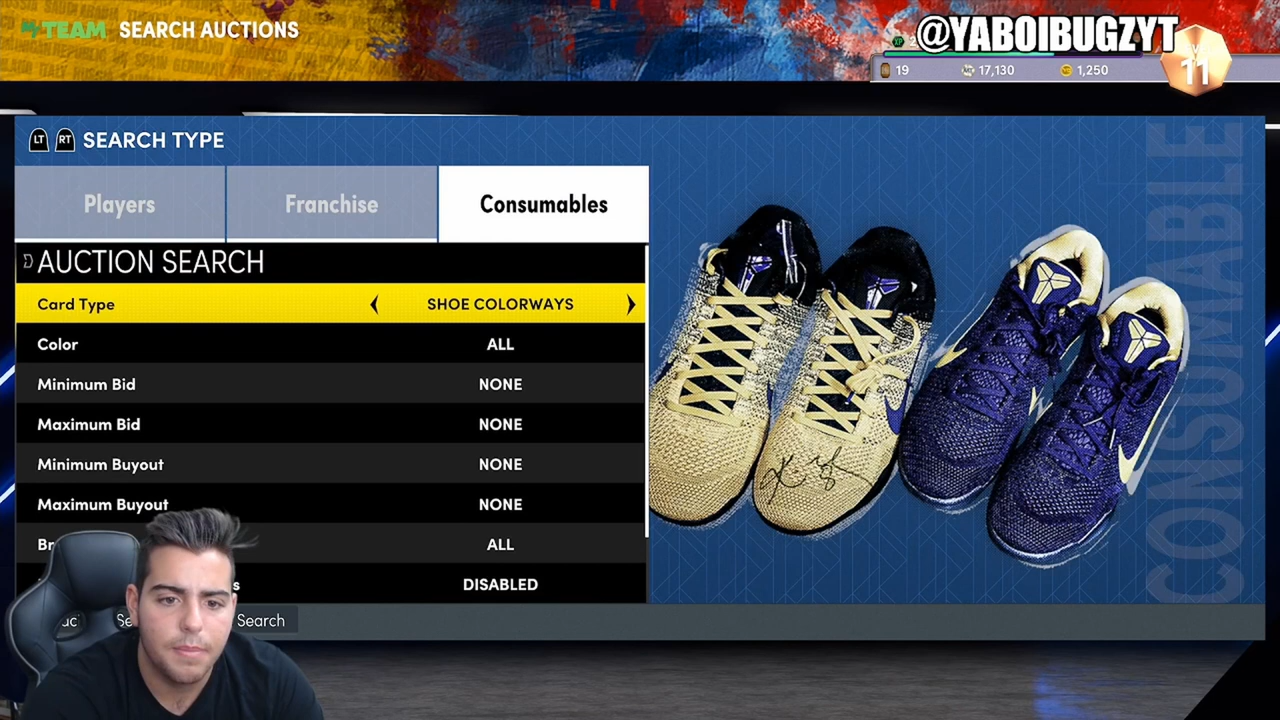 MyTEAM SEARCH AUCTIONS
@YABOIBUGZYT
19 17,130 1,250
11
LT RT SEARCH TYPE
Players Franchise Consumables
AUCTION SEARCH
Card Type SHOE COLORWAYS
Color ALL
Minimum Bid NONE
Maximum Bid NONE
Minimum Buyout NONE
Maximum Buyout NONE
Br ALL
s DISABLED
Search
CONSUMABLE